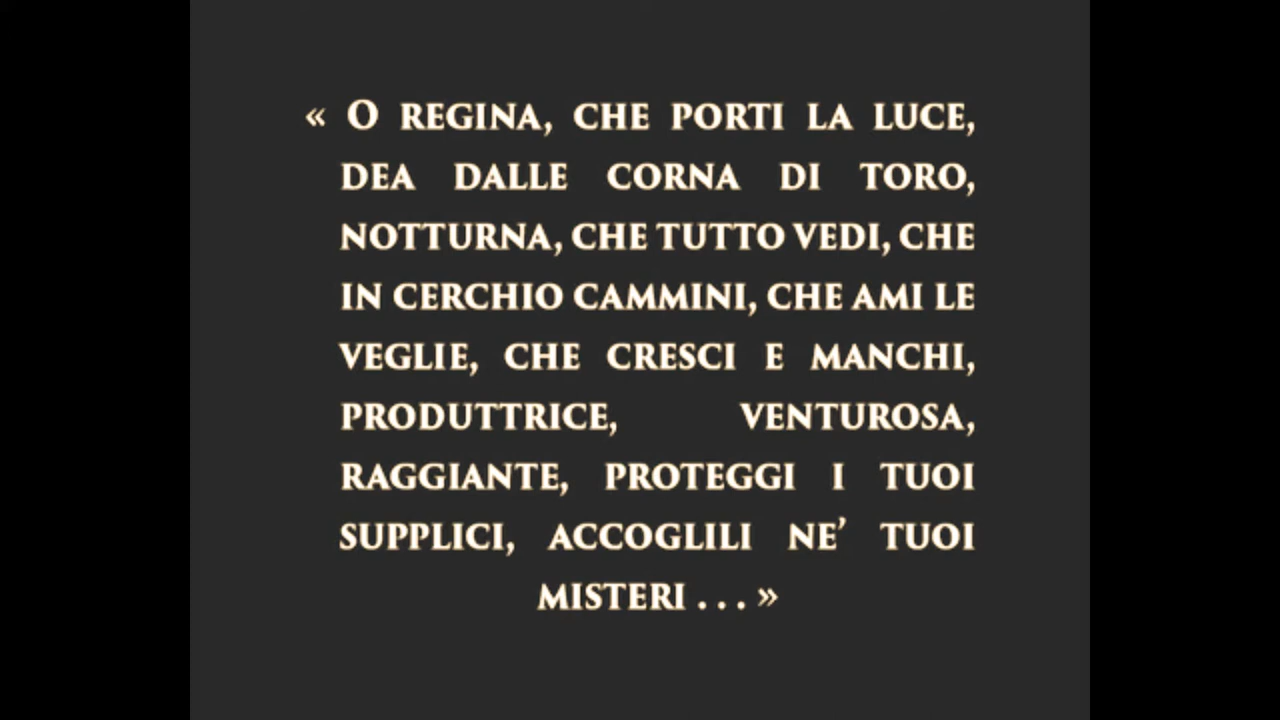 « O REGINA, CHE PORTI LA LUCE,
DEA DALLE CORNA DI TORO,
NOTTURNA, CHE TUTTO VEDI, CHE
IN CERCHIO CAMMINI, CHE AMI LE
VEGLIE, CHE CRESCI E MANCHI,
PRODUTTRICE, VENTUROSA,
RAGGIANTE, PROTEGGI I TUOI
SUPPLICI, ACCOGLILI NE’ TUOI
MISTERI . . . »